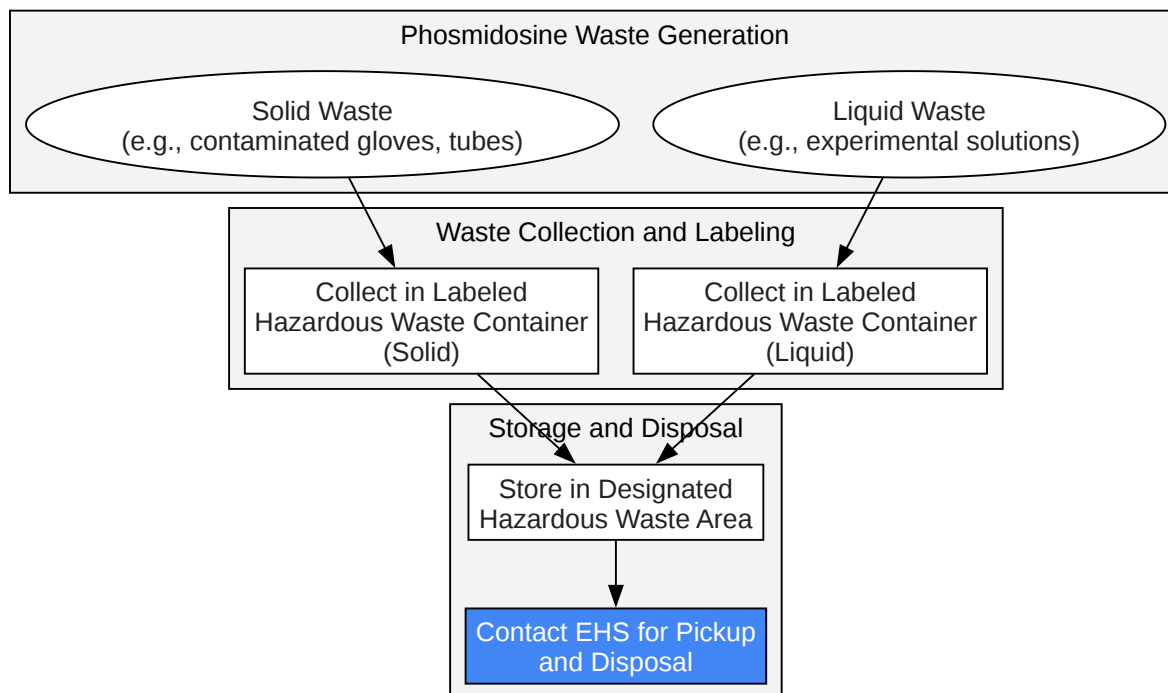 Phosmidosine Waste Generation
Solid Waste
(e.g., contaminated gloves, tubes)
Liquid Waste
(e.g., experimental solutions)
Waste Collection and Labeling
Collect in Labeled
Hazardous Waste Container
(Solid)
Collect in Labeled
Hazardous Waste Container
(Liquid)
Storage and Disposal
Store in Designated
Hazardous Waste Area
Contact EHS for Pickup
and Disposal